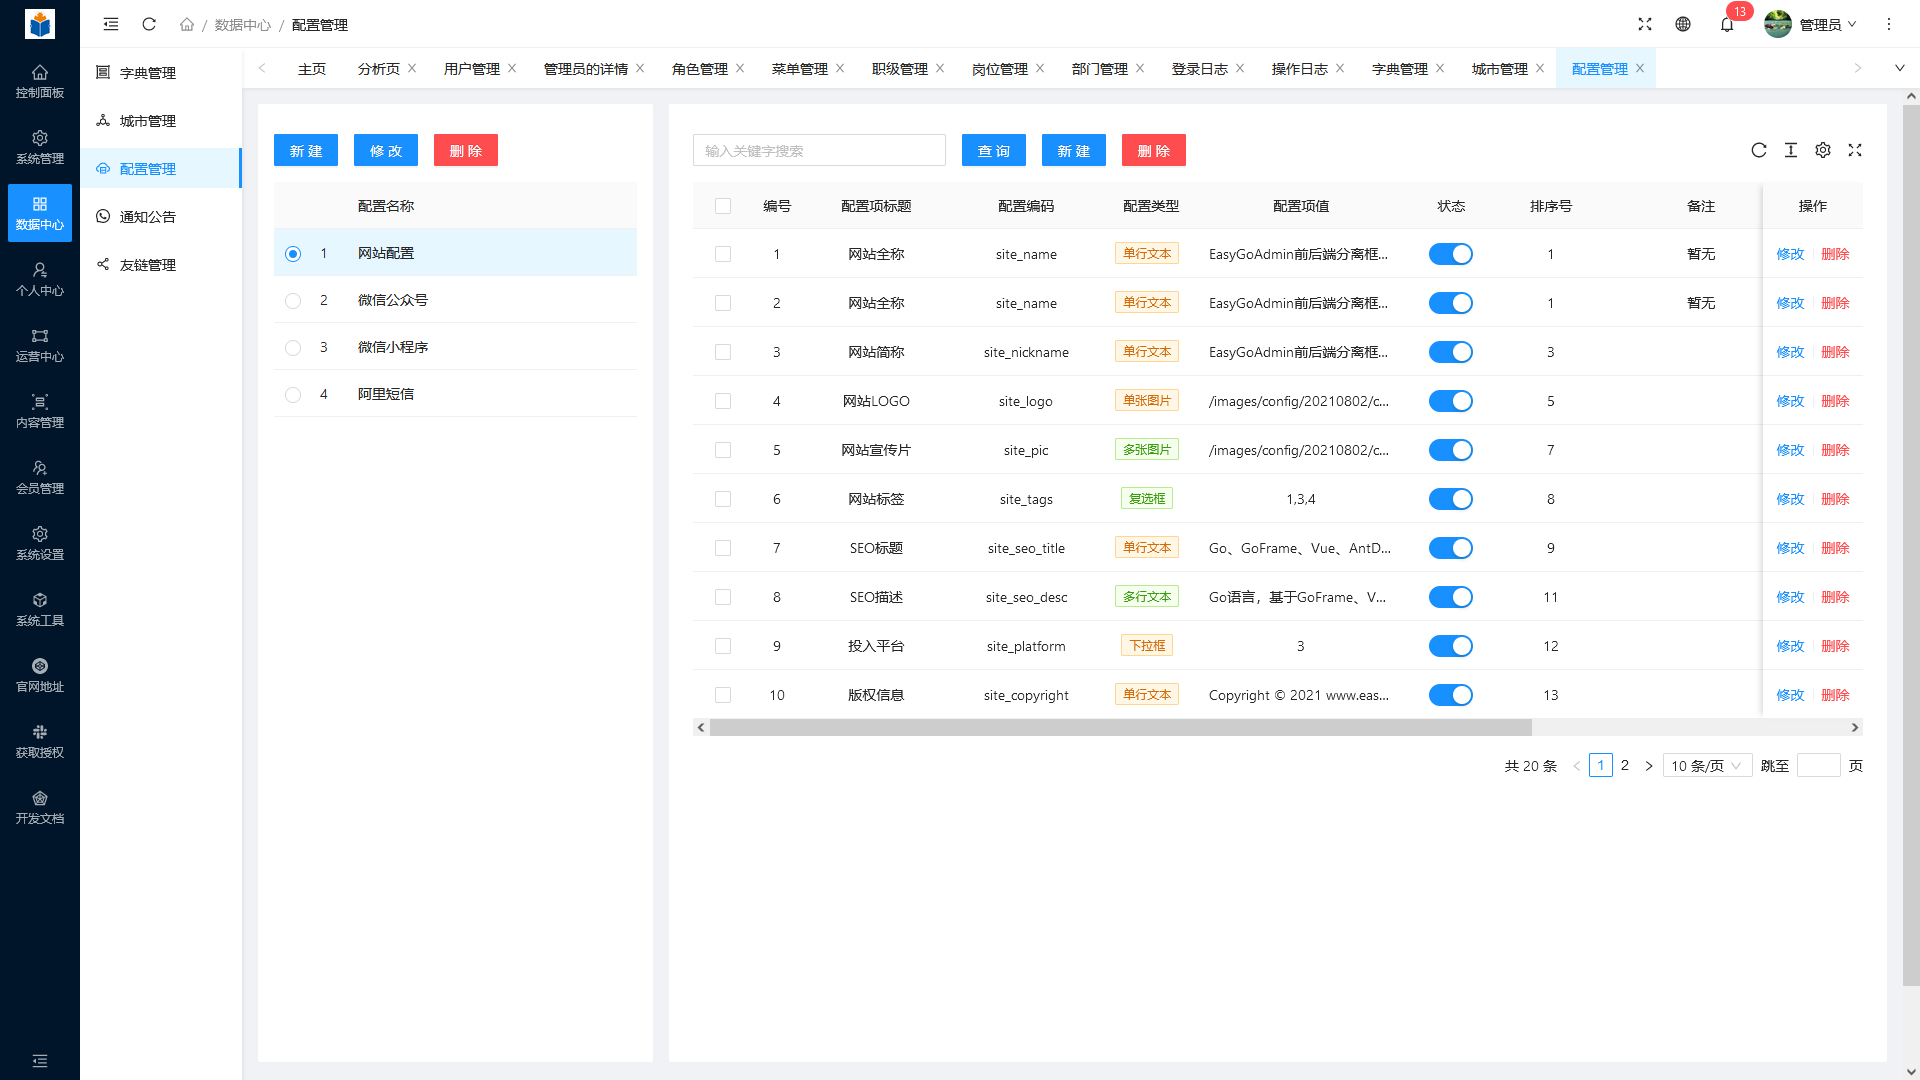 数据中心 / 配置管理
13
管理员
控制面板
系统管理
数据中心
个人中心
运营中心
内容管理
会员管理
系统设置
系统工具
官网地址
获取授权
开发文档
字典管理
城市管理
配置管理
通知公告
友链管理
主页 分析页 用户管理 管理员的详情 角色管理 菜单管理 职级管理 岗位管理 部门管理 登录日志 操作日志 字典管理 城市管理 配置管理
新 建 修 改 删 除
配置名称
1 网站配置
2 微信公众号
3 微信小程序
4 阿里短信
输入关键字搜索 查 询 新 建 删 除
编号 配置项标题 配置编码 配置类型 配置项值 状态 排序号 备注 操作
1 网站全称 site_name 单行文本 EasyGoAdmin前后端分离框... 1 暂无 修改 删除
2 网站全称 site_name 单行文本 EasyGoAdmin前后端分离框... 1 暂无 修改 删除
3 网站简称 site_nickname 单行文本 EasyGoAdmin前后端分离框... 3 修改 删除
4 网站LOGO site_logo 单张图片 /images/config/20210802/c... 5 修改 删除
5 网站宣传片 site_pic 多张图片 /images/config/20210802/c... 7 修改 删除
6 网站标签 site_tags 复选框 1,3,4 8 修改 删除
7 SEO标题 site_seo_title 单行文本 Go、GoFrame、Vue、AntD... 9 修改 删除
8 SEO描述 site_seo_desc 多行文本 Go语言，基于GoFrame、V... 11 修改 删除
9 投入平台 site_platform 下拉框 3 12 修改 删除
10 版权信息 site_copyright 单行文本 Copyright © 2021 www.eas... 13 修改 删除
共 20 条 1 2 10 条/页 跳至 页